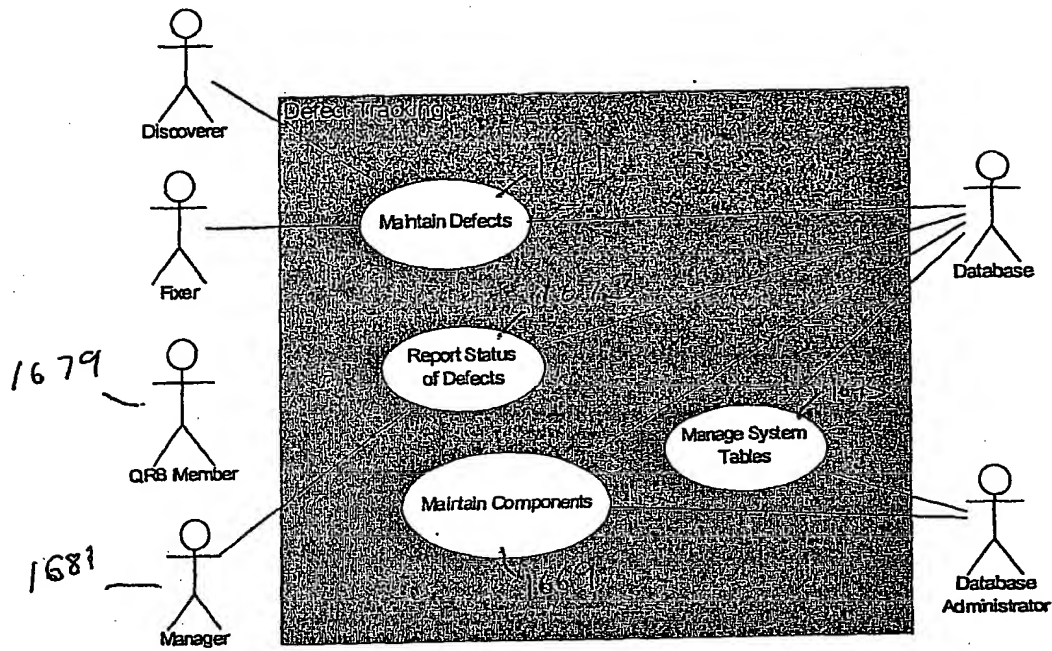 Discoverer
Defect Tracking
Maintain Defects
Fixer
Database
Report Status
of Defects
1679
QRB Member
Manage System
Tables
Maintain Components
1681
Manager
1669
Database
Administrator